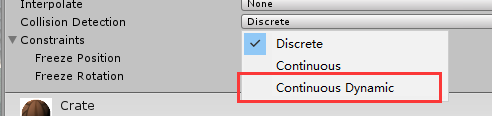 Interpolate None
Collision Detection Discrete
Constraints
Discrete
Freeze Position
Continuous
Freeze Rotation
Continuous Dynamic
Crate